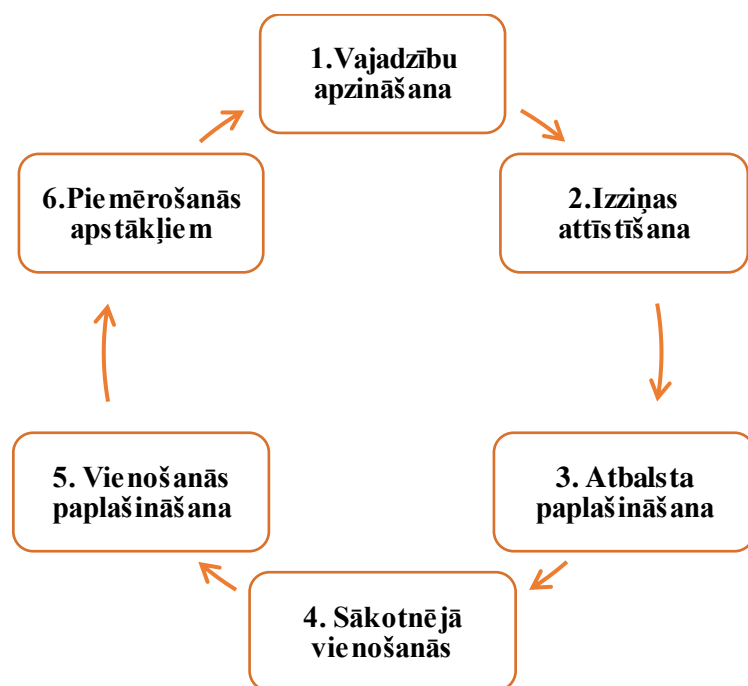 1.Vajadzību
apzināšana
2.Izziņas
attīstīšana
3. Atbalsta
paplašināšana
4. Sākotnējā
vienošanās
5. Vienošanās
paplašināšana
6.Piemērošanās
apstākļiem